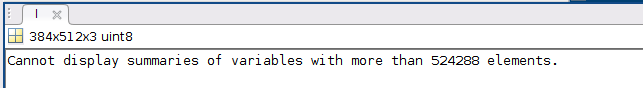 I
384x512x3 uint8
Cannot display summaries of variables with more than 524288 elements.